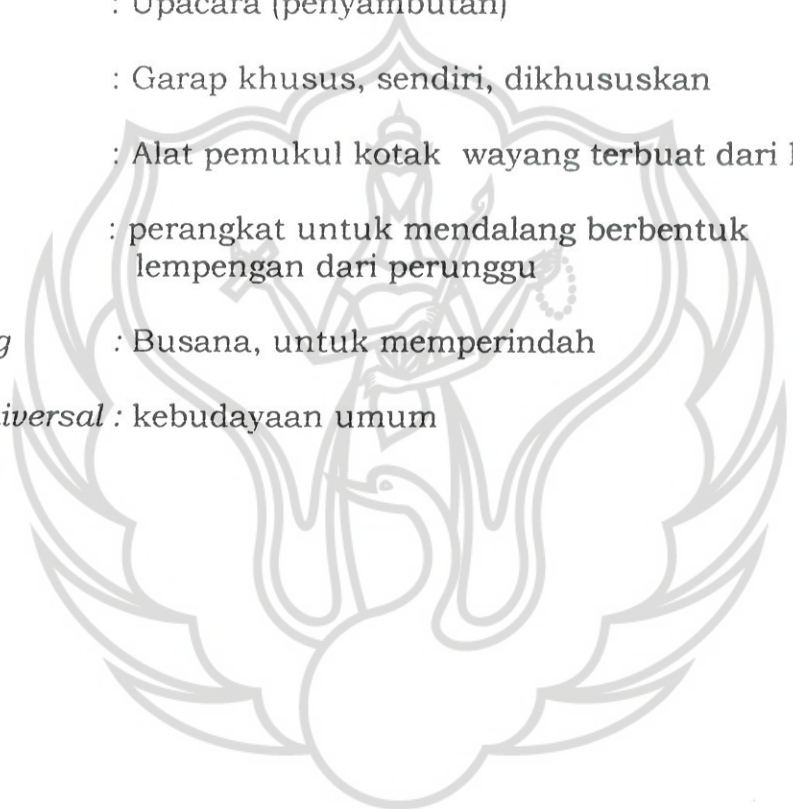 : Upacara (penyambutan)
: Garap khusus, sendiri, dikhususkan
: Alat pemukul kotak wayang terbuat dari
: perangkat untuk mendalang berbentuk
lempengan dari perunggu
g : Busana, untuk memperindah
iversal : kebudayaan umum